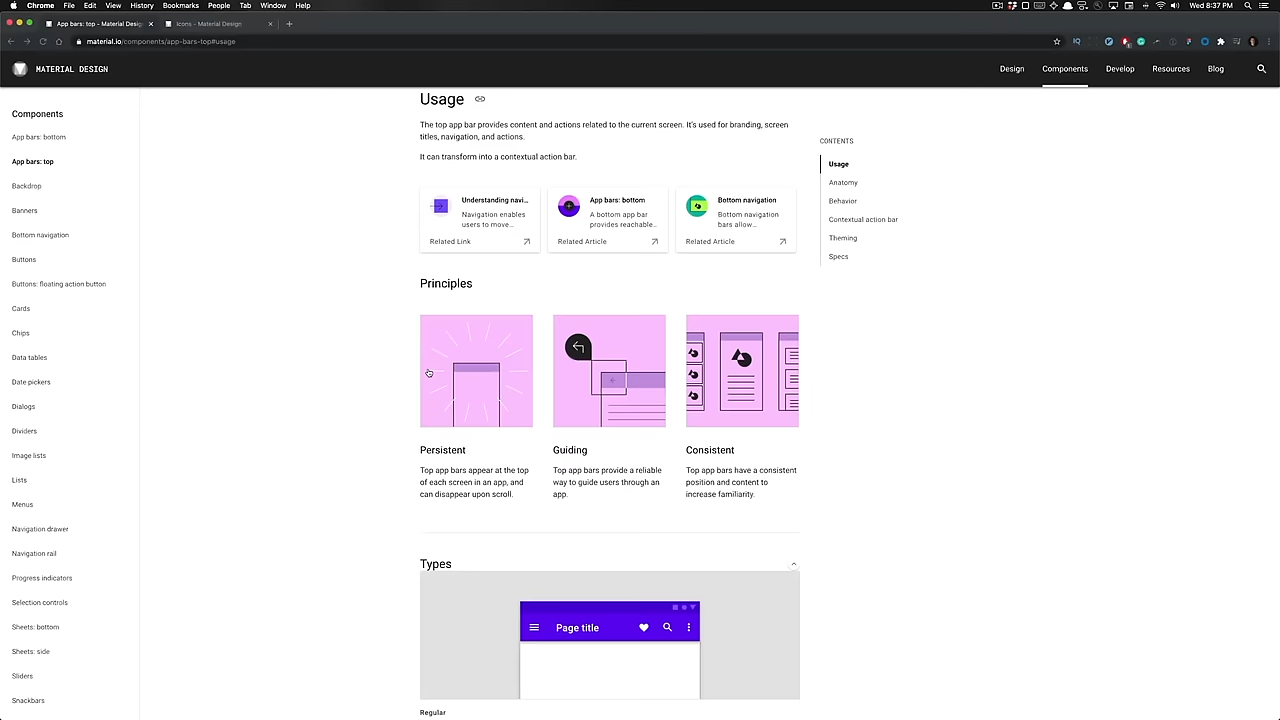 Chrome File Edit View History Bookmarks People Tab Window Help
Wed 8:37 PM
App bars: top - Material Desig
Icons - Material Design
material.io/components/app-bars-top#usage
MATERIAL DESIGN
Design Components Develop Resources Blog
Components
App bars: bottom
App bars: top
Backdrop
Banners
Bottom navigation
Buttons
Buttons: floating action button
Cards
Chips
Data tables
Date pickers
Dialogs
Dividers
Image lists
Lists
Menus
Navigation drawer
Navigation rail
Progress indicators
Selection controls
Sheets: bottom
Sheets: side
Sliders
Snackbars
Usage
The top app bar provides content and actions related to the current screen. It's used for branding, screen
titles, navigation, and actions.
It can transform into a contextual action bar.
Understanding navi...
Navigation enables
users to move...
Related Link
App bars: bottom
A bottom app bar
provides reachable...
Related Article
Bottom navigation
Bottom navigation
bars allow...
Related Article
Principles
Persistent
Top app bars appear at the top
of each screen in an app, and
can disappear upon scroll.
Guiding
Top app bars provide a reliable
way to guide users through an
app.
Consistent
Top app bars have a consistent
position and content to
increase familiarity.
Types
Page title
Regular
CONTENTS
Usage
Anatomy
Behavior
Contextual action bar
Theming
Specs